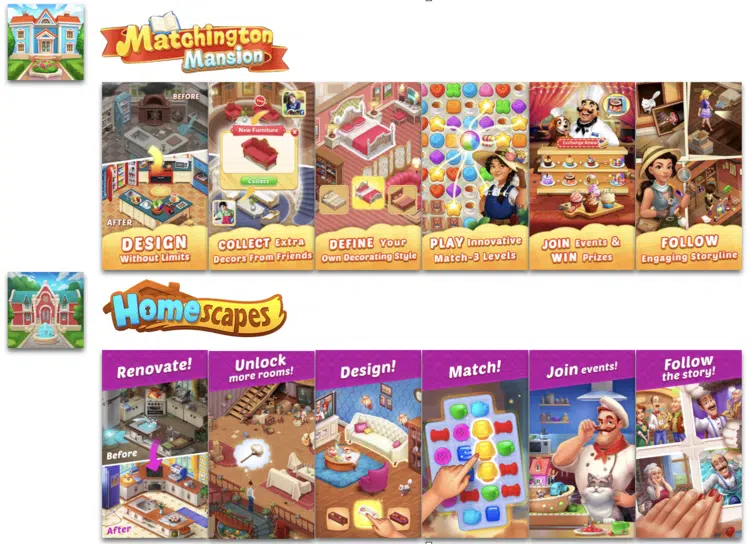 Matchington
Mansion
BEFORE
AFTER
DESIGN
Without Limits
New Furniture
Collect
COLLECT Extra
Decors From Friends
DEFINE Your
Own Decorating Style
PLAY Innovative
Match-3 Levels
Exchange Rewards
JOIN Events &
WIN Prizes
FOLLOW
Engaging Storyline
Homescapes
Renovate!
Before
After
Unlock
more rooms!
Design!
Match!
Join events!
Follow
the story!